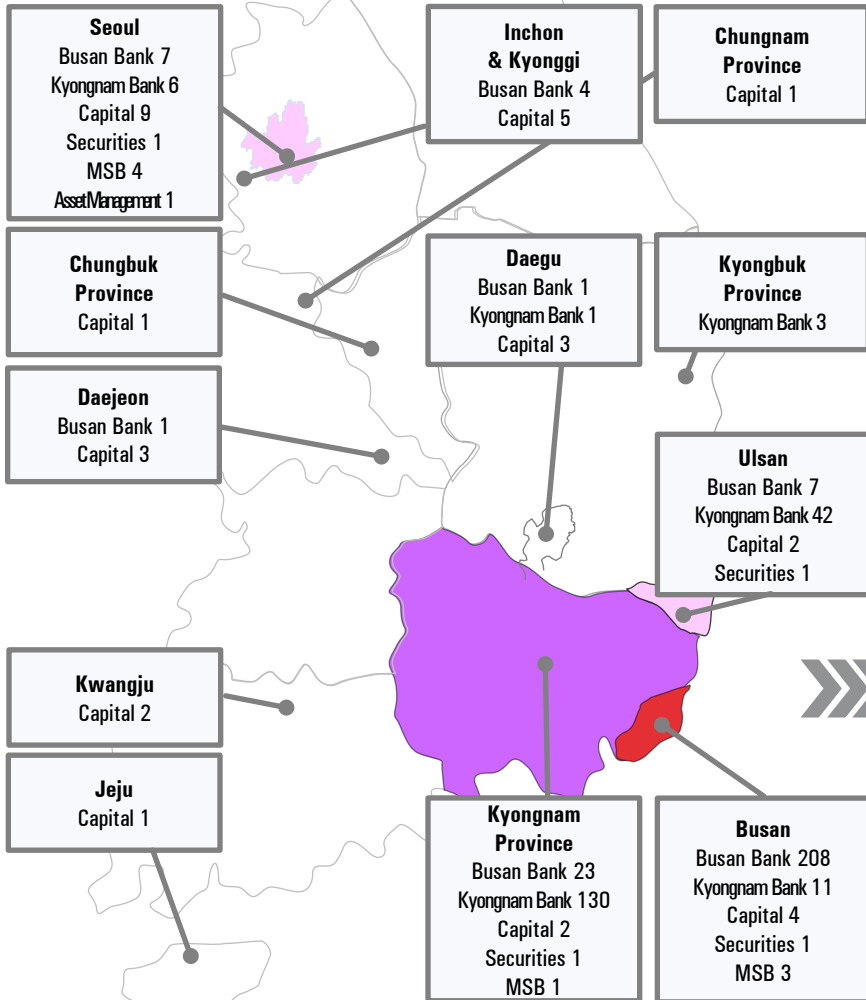 Seoul
Busan Bank 7
Kyongnam Bank 6
Capital 9
Securities 1
MSB 4
AssetManagement 1
Inchon
& Kyonggi
Busan Bank 4
Capital 5
Chungnam
Province
Capital 1
Chungbuk
Province
Capital 1
Daegu
Busan Bank 1
Kyongnam Bank 1
Capital 3
Kyongbuk
Province
Kyongnam Bank 3
Daejeon
Busan Bank 1
Capital 3
Ulsan
Busan Bank 7
Kyongnam Bank 42
Capital 2
Securities 1
Kwangju
Capital 2
Jeju
Capital 1
Kyongnam
Province
Busan Bank 23
Kyongnam Bank 130
Capital 2
Securities 1
MSB 1
Busan
Busan Bank 208
Kyongnam Bank 11
Capital 4
Securities 1
MSB 3